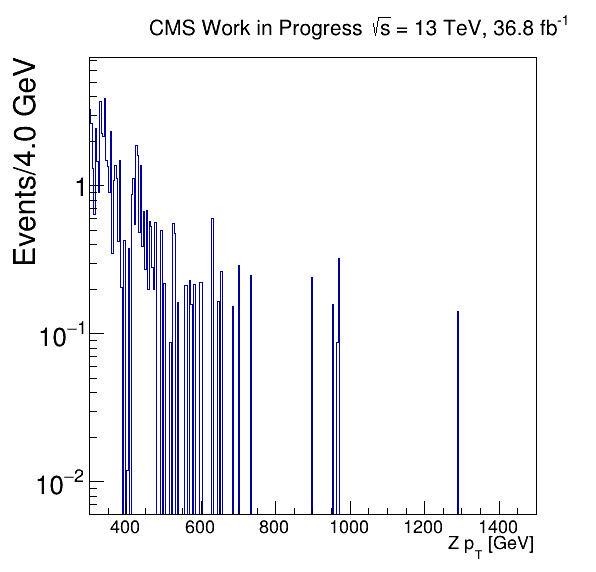 CMS Work in Progress √s = 13 TeV, 36.8 fb⁻¹
Events/4.0 GeV
1
10⁻¹
10⁻²
400 600 800 1000 1200 1400
Z p_T [GeV]